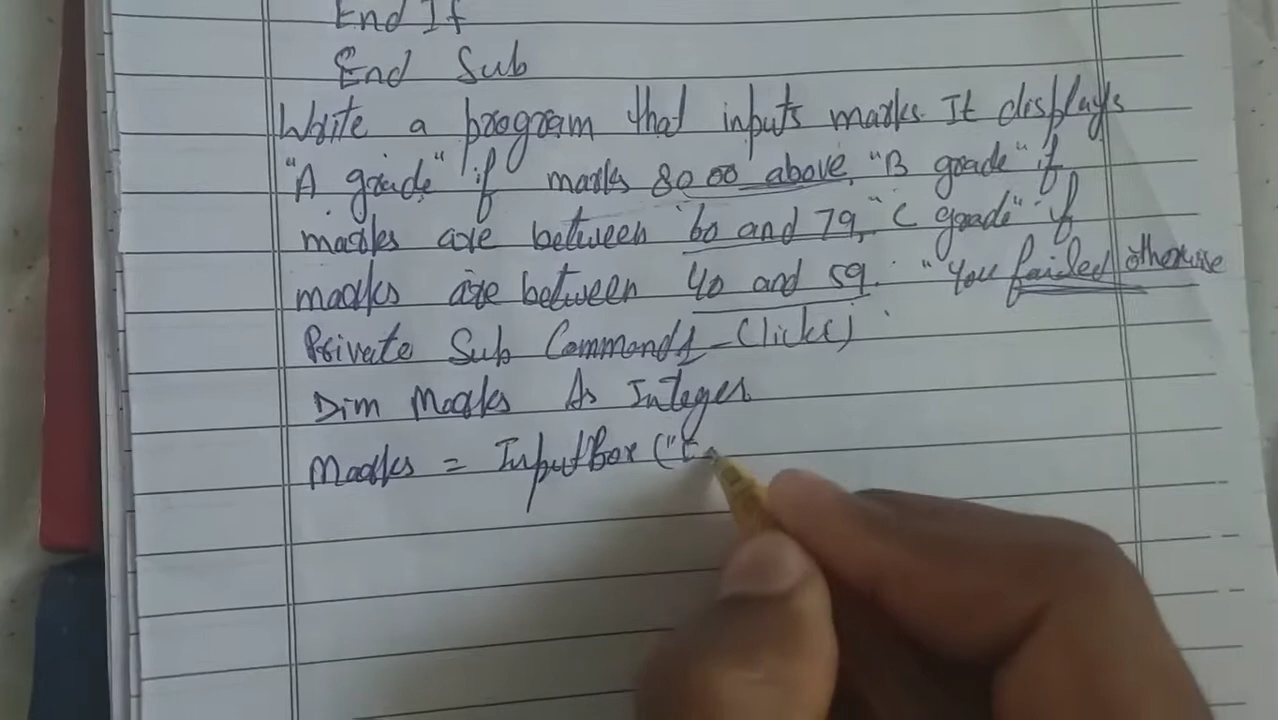 End If
End Sub
Write a program that inputs marks. It displays
"A grade" if marks 80 or above, "B grade" if
marks are between 60 and 79, "C grade" if
marks are between 40 and 59. "You failed" otherwise
Private Sub Command1_Click()
Dim Marks As Integer
Marks = InputBox ("E